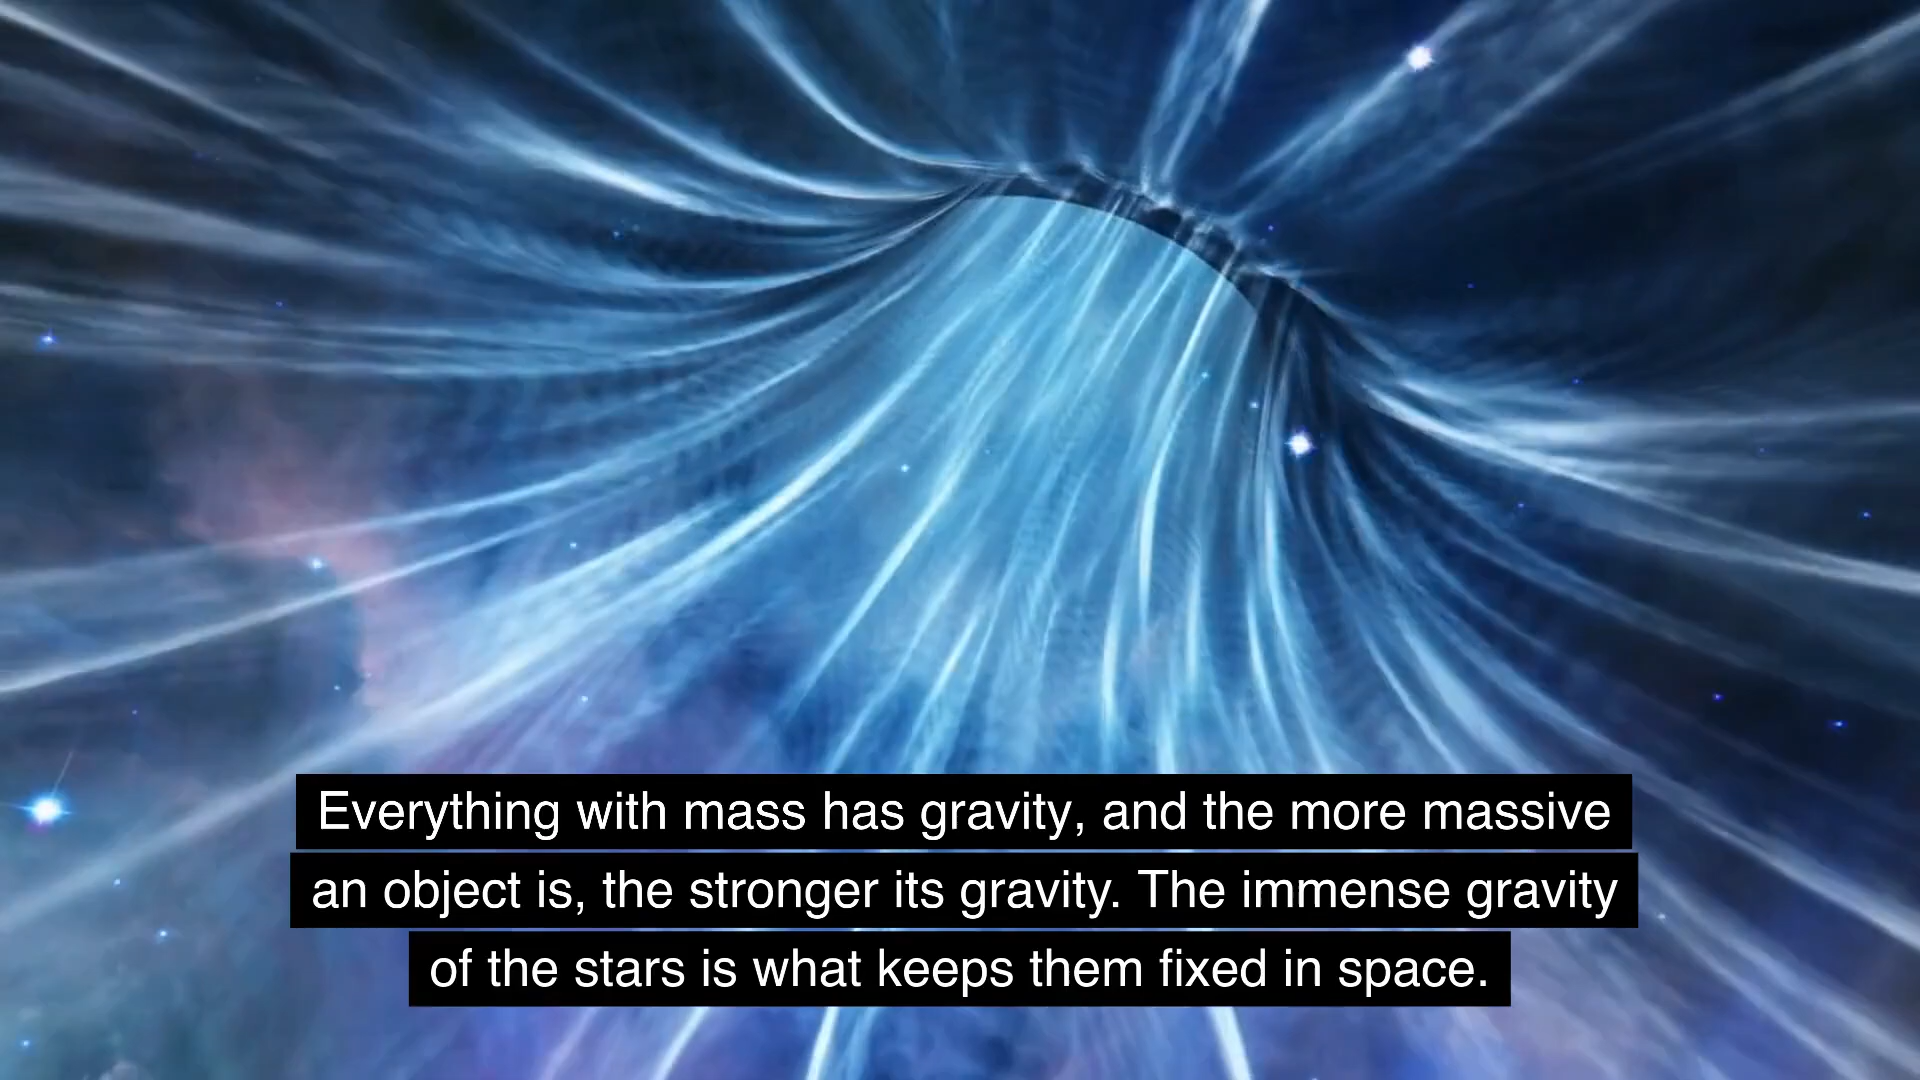 Everything with mass has gravity, and the more massive
an object is, the stronger its gravity. The immense gravity
of the stars is what keeps them fixed in space.